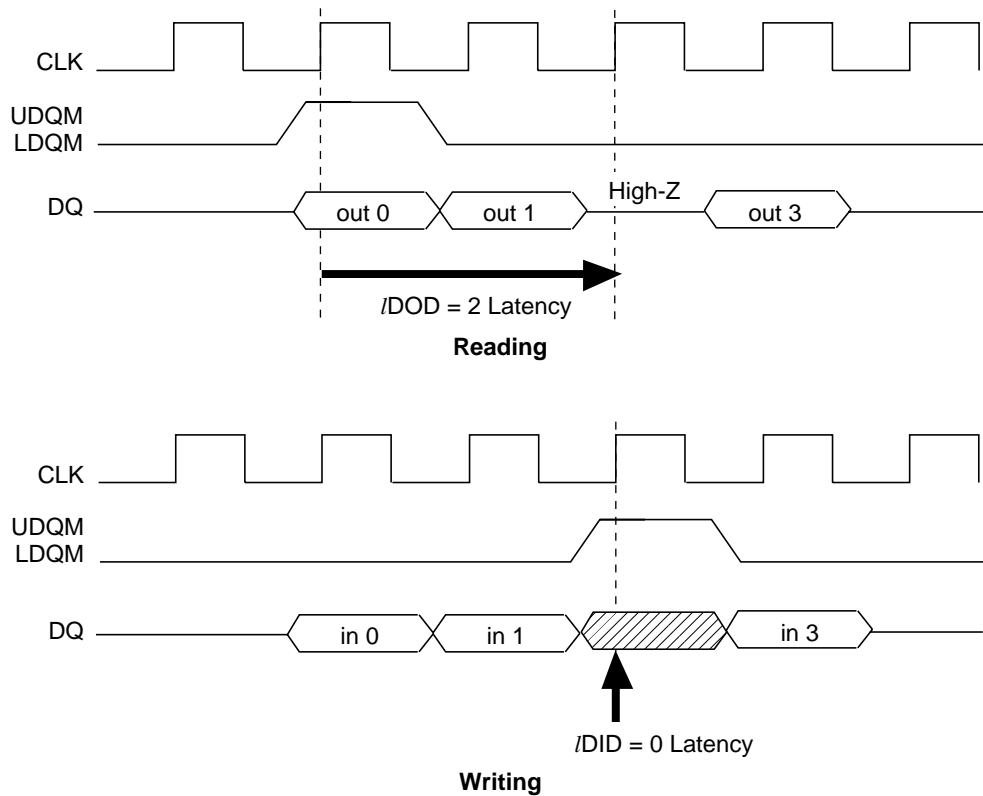 CLK
UDQM
LDQM
DQ out 0 out 1 High-Z out 3
lDOD = 2 Latency
Reading
CLK
UDQM
LDQM
DQ in 0 in 1 in 3
lDID = 0 Latency
Writing